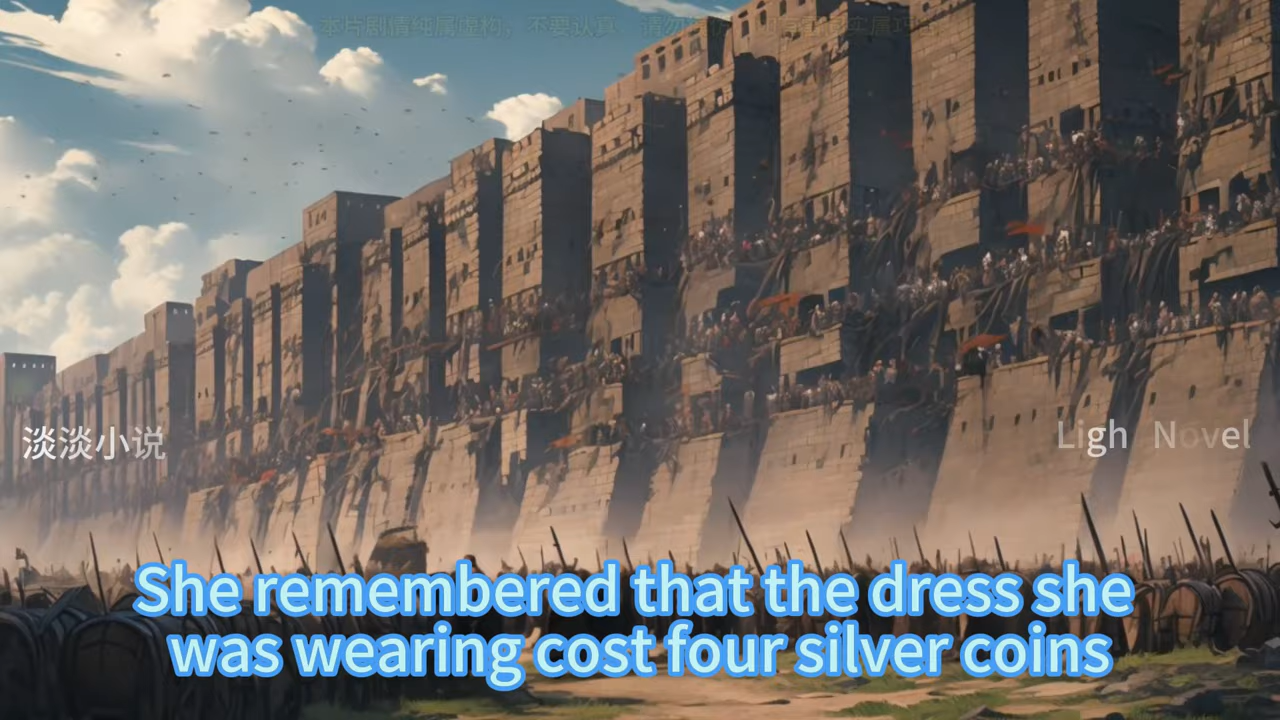 本片剧情纯属虚构，不要认真
淡淡小说
Ligh Novel
She remembered that the dress she
was wearing cost four silver coins